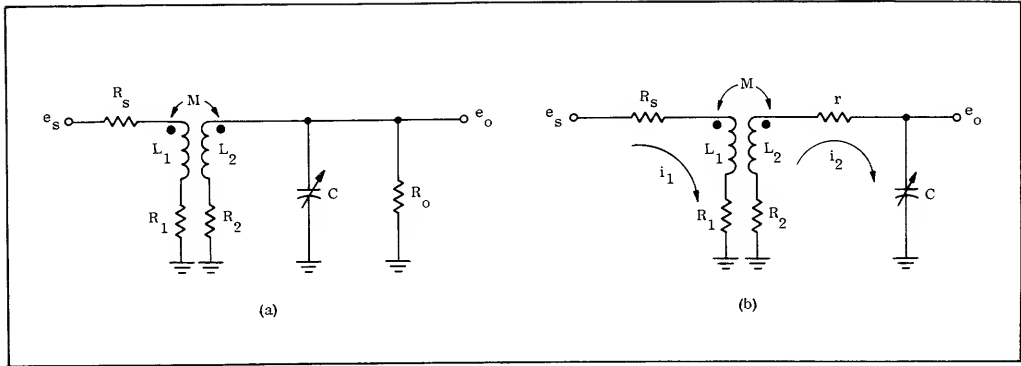 M
R_s
e_s
L_1
L_2
e_o
C
R_o
R_1
R_2
(a)
M
R_s
r
e_s
e_o
L_1
L_2
i_1
i_2
C
R_1
R_2
(b)